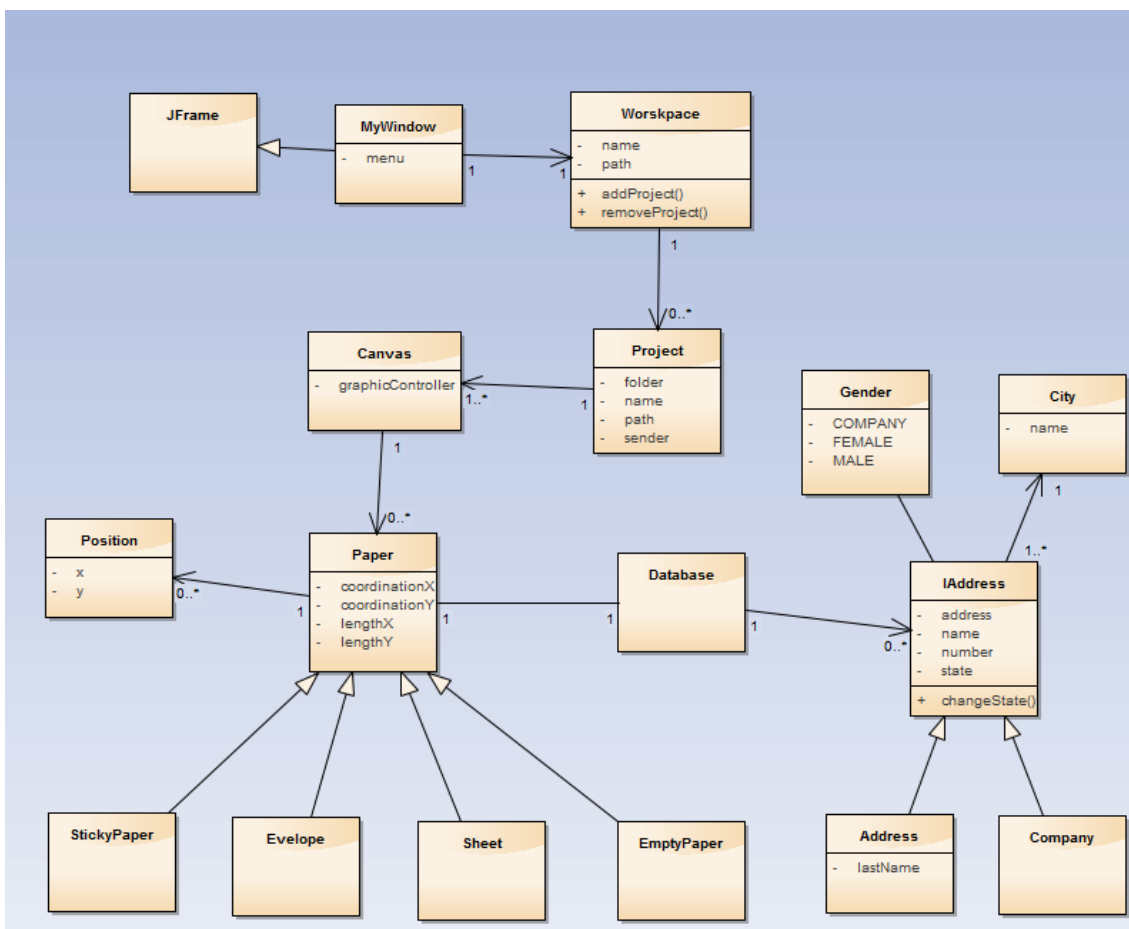 JFrame
MyWindow
- menu
Worskpace
- name
- path
+ addProject()
+ removeProject()
1
1
1
0..*
Canvas
- graphicController
Project
- folder
- name
- path
- sender
1..*
1
Gender
- COMPANY
- FEMALE
- MALE
City
- name
1
1
0..*
1..*
Position
- x
- y
0..*
Paper
- coordinationX
- coordinationY
- lengthX
- lengthY
1
1
Database
1
1
IAddress
- address
- name
- number
- state
+ changeState()
0..*
StickyPaper
Evelope
Sheet
EmptyPaper
Address
- lastName
Company